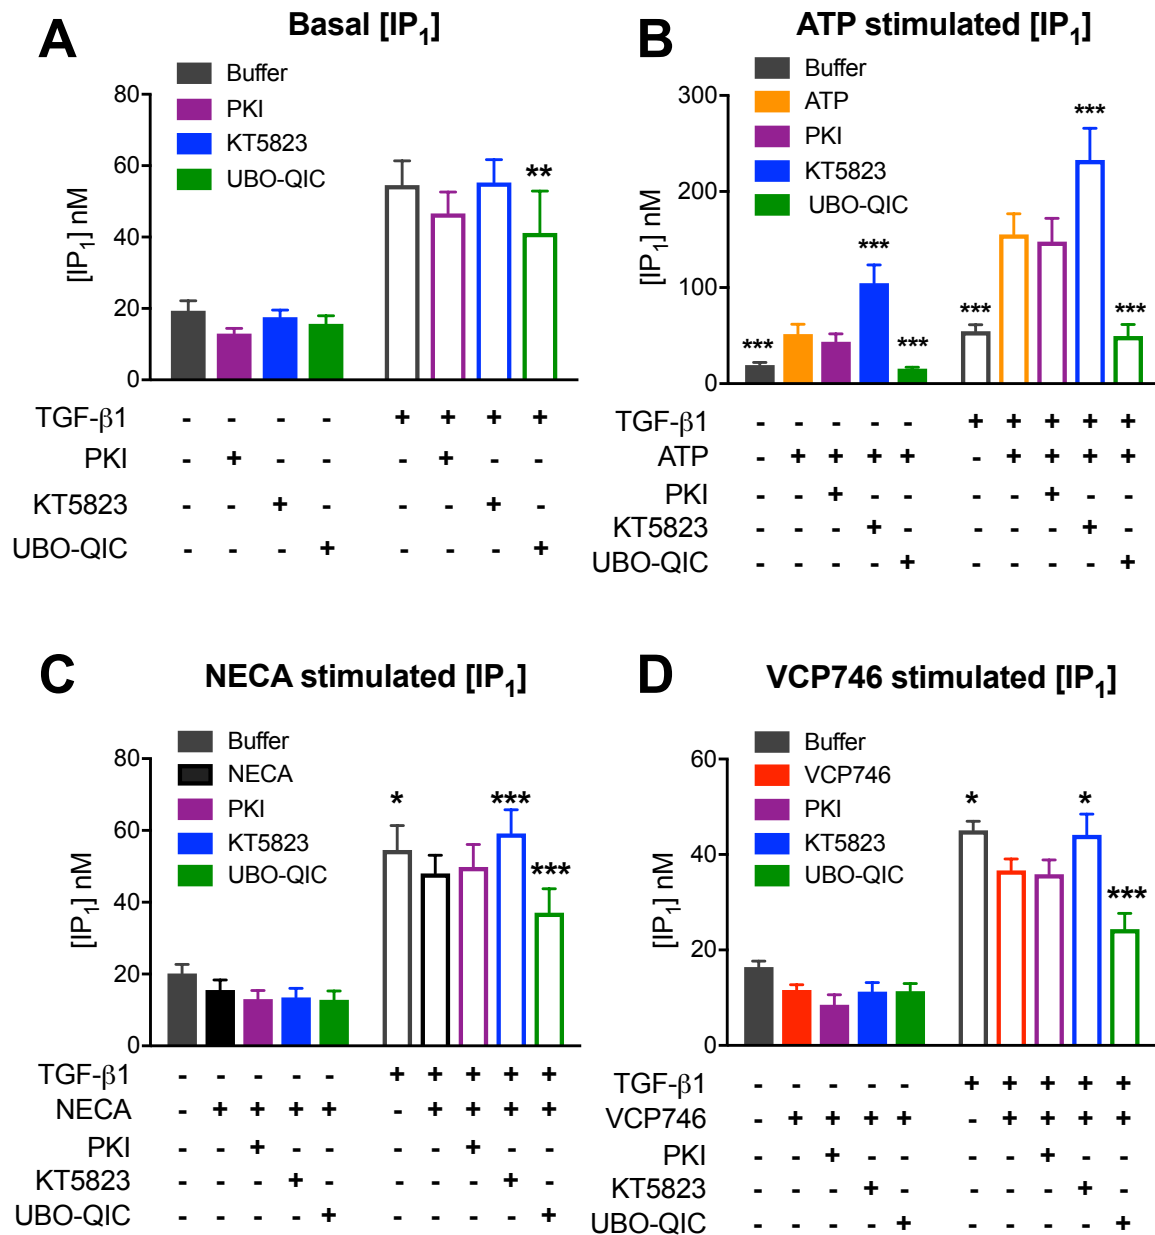 A
Basal [IP1]
Buffer
PKI
KT5823
UBO-QIC
**
80
60
40
20
0
[IP1] nM
TGF-β1 - - - - + + + +
PKI - + - - - + - -
KT5823 - - + - - - + -
UBO-QIC - - - + - - - +
B
ATP stimulated [IP1]
Buffer
ATP
PKI
KT5823
UBO-QIC
*** *** *** *** *** ***
300
200
100
0
[IP1] nM
TGF-β1 - - - - - + + + + +
ATP - + + + + - + + + +
PKI - - + - - - - + - -
KT5823 - - - + - - - - + -
UBO-QIC - - - - + - - - - +
C
NECA stimulated [IP1]
Buffer
NECA
PKI
KT5823
UBO-QIC
* *** ***
80
60
40
20
0
[IP1] nM
TGF-β1 - - - - - + + + + +
NECA - + + + + - + + + +
PKI - - + - - - - + - -
KT5823 - - - + - - - - + -
UBO-QIC - - - - + - - - - +
D
VCP746 stimulated [IP1]
Buffer
VCP746
PKI
KT5823
UBO-QIC
* * ***
60
40
20
0
[IP1] nM
TGF-β1 - - - - - + + + + +
VCP746 - + + + + - + + + +
PKI - - + - - - - + - -
KT5823 - - - + - - - - + -
UBO-QIC - - - - + - - - - +